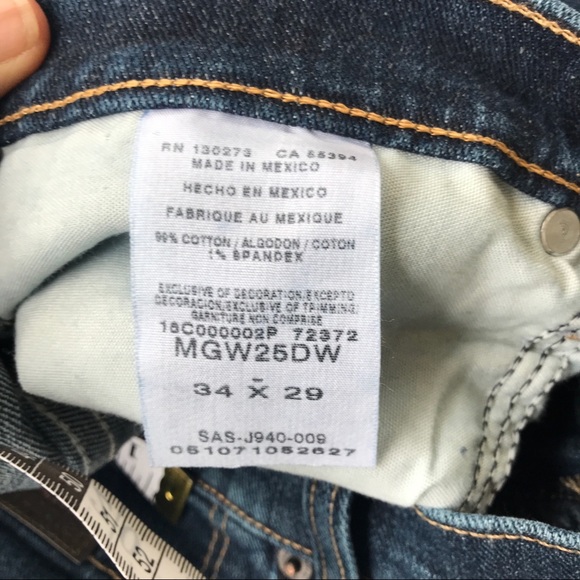 RN 130273 CA 55394
MADE IN MEXICO
HECHO EN MEXICO
FABRIQUE AU MEXIQUE
99% COTTON / ALGODON / COTON
1% SPANDEX
EXCLUSIVE OF DECORATION/EXCEPTO
DECORACION/EXCLUSIVE OF TRIMMING/
GARNITURE NON COMPRISE
16C000002P 72372
MGW25DW
-
34 X 29
SAS-J940-009
051071052627